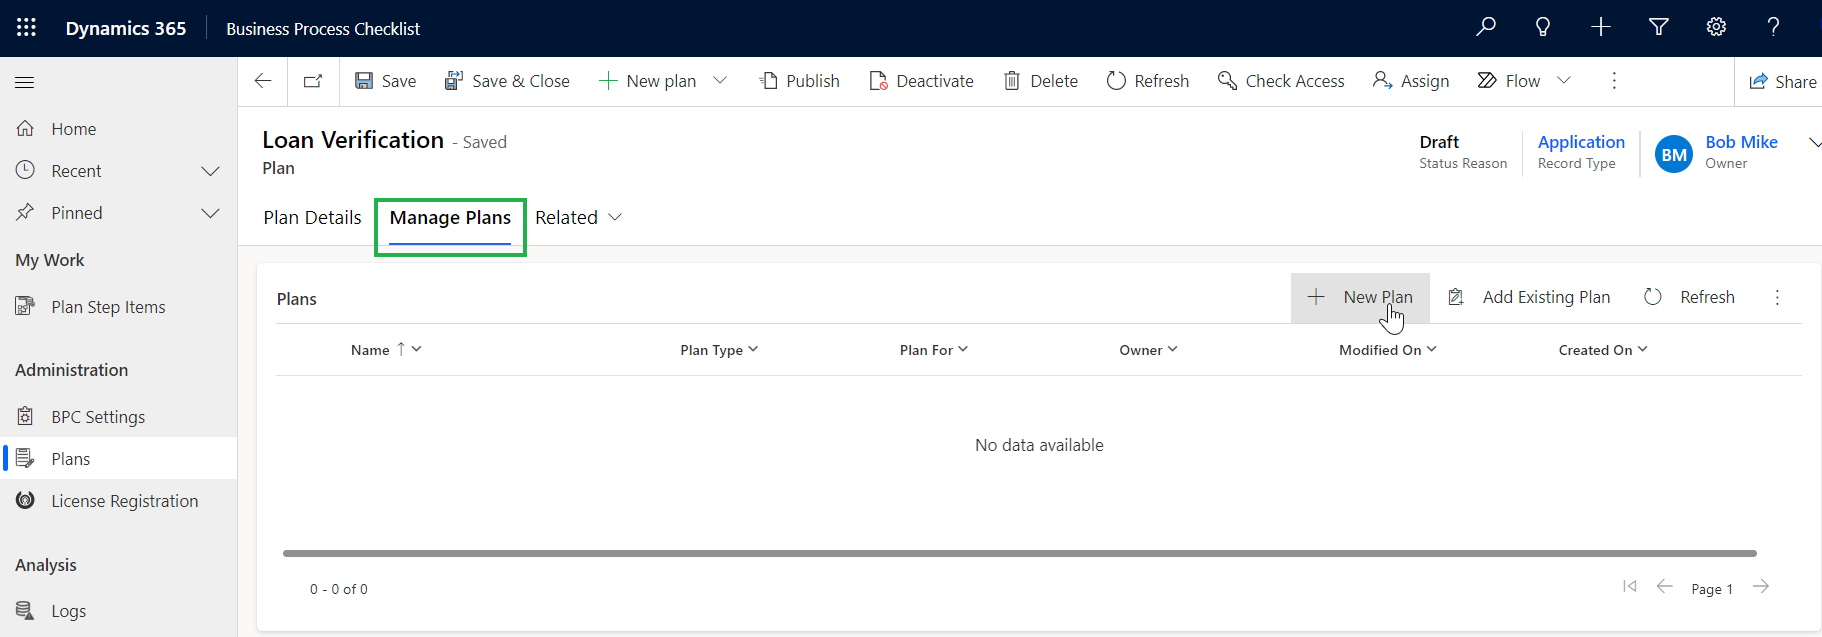 Dynamics 365 Business Process Checklist
Save Save & Close New plan Publish Deactivate Delete Refresh Check Access Assign Flow Share
Home
Recent
Pinned
My Work
Plan Step Items
Administration
BPC Settings
Plans
License Registration
Analysis
Logs
Loan Verification - Saved
Plan
Draft
Status Reason
Application
Record Type
BM
Bob Mike
Owner
Plan Details Manage Plans Related
Plans
New Plan Add Existing Plan Refresh
Name Plan Type Plan For Owner Modified On Created On
No data available
0 - 0 of 0
Page 1